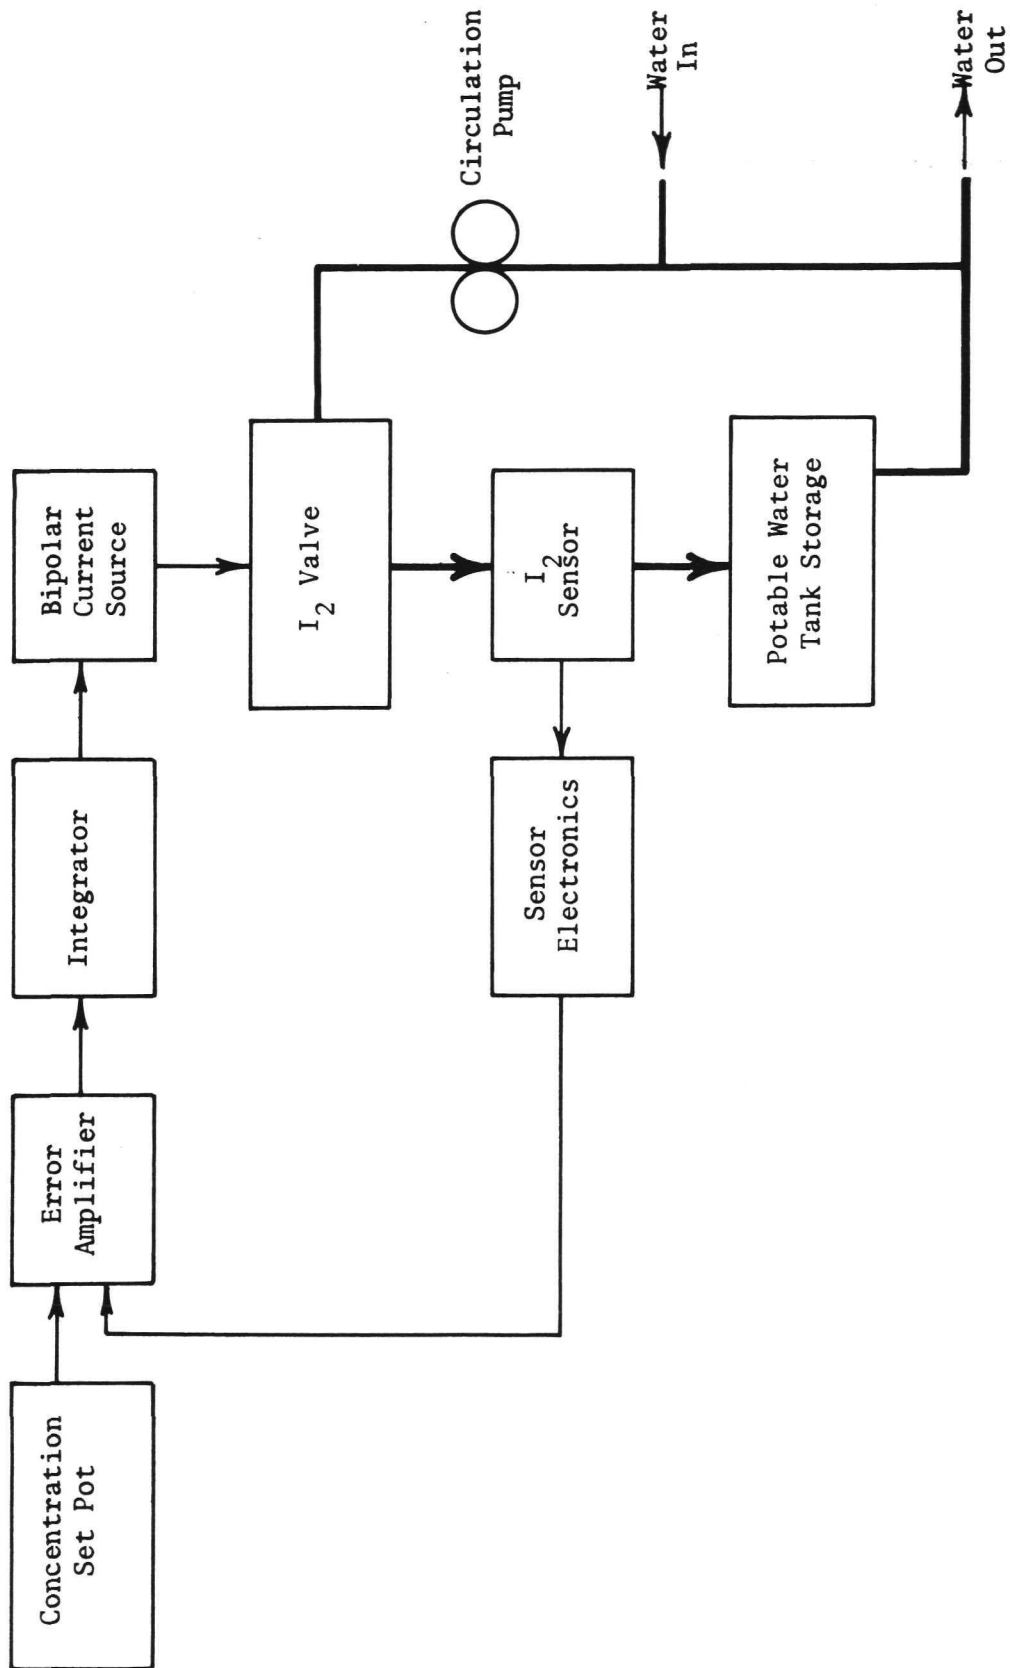 Concentration
Set Pot
Error
Amplifier
Integrator
Bipolar
Current
Source
I2 Valve
I2
Sensor
Sensor
Electronics
Potable Water
Tank Storage
Circulation
Pump
Water
In
Water
Out